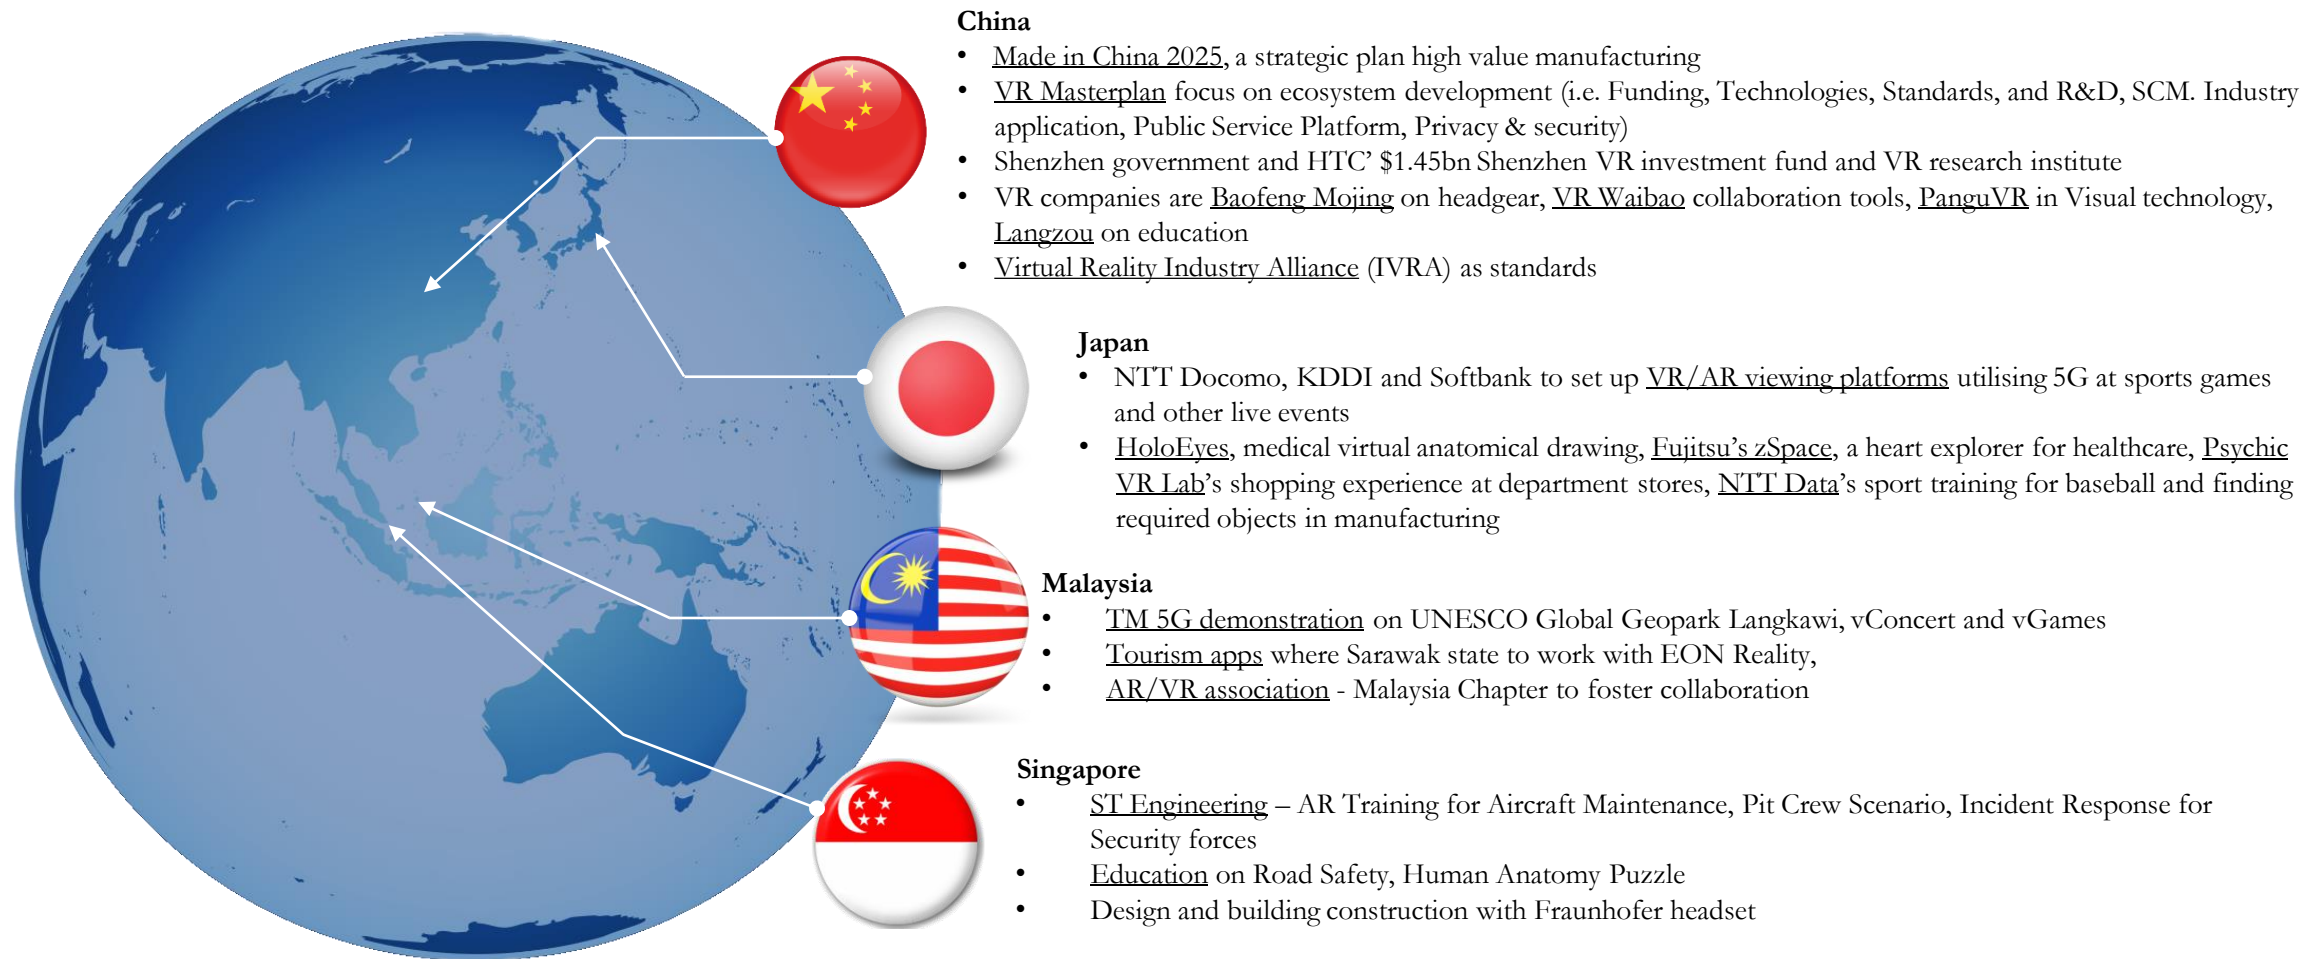 China
• Made in China 2025, a strategic plan high value manufacturing
• VR Masterplan focus on ecosystem development (i.e. Funding, Technologies, Standards, and R&D, SCM. Industry
application, Public Service Platform, Privacy & security)
• Shenzhen government and HTC’ $1.45bn Shenzhen VR investment fund and VR research institute
• VR companies are Baofeng Mojing on headgear, VR Waibao collaboration tools, PanguVR in Visual technology,
Langzou on education
• Virtual Reality Industry Alliance (IVRA) as standards
Japan
• NTT Docomo, KDDI and Softbank to set up VR/AR viewing platforms utilising 5G at sports games
and other live events
• HoloEyes, medical virtual anatomical drawing, Fujitsu’s zSpace, a heart explorer for healthcare, Psychic
VR Lab’s shopping experience at department stores, NTT Data’s sport training for baseball and finding
required objects in manufacturing
Malaysia
• TM 5G demonstration on UNESCO Global Geopark Langkawi, vConcert and vGames
• Tourism apps where Sarawak state to work with EON Reality,
• AR/VR association - Malaysia Chapter to foster collaboration
Singapore
• ST Engineering – AR Training for Aircraft Maintenance, Pit Crew Scenario, Incident Response for
Security forces
• Education on Road Safety, Human Anatomy Puzzle
• Design and building construction with Fraunhofer headset